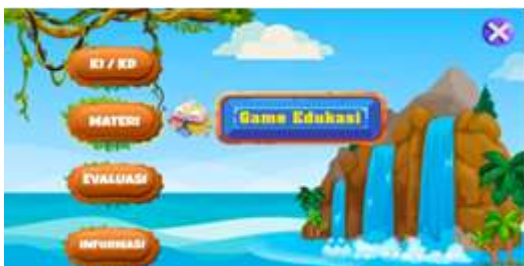 KI / KD
MATERI
Game Edukasi
EVALUASI
INFORMASI